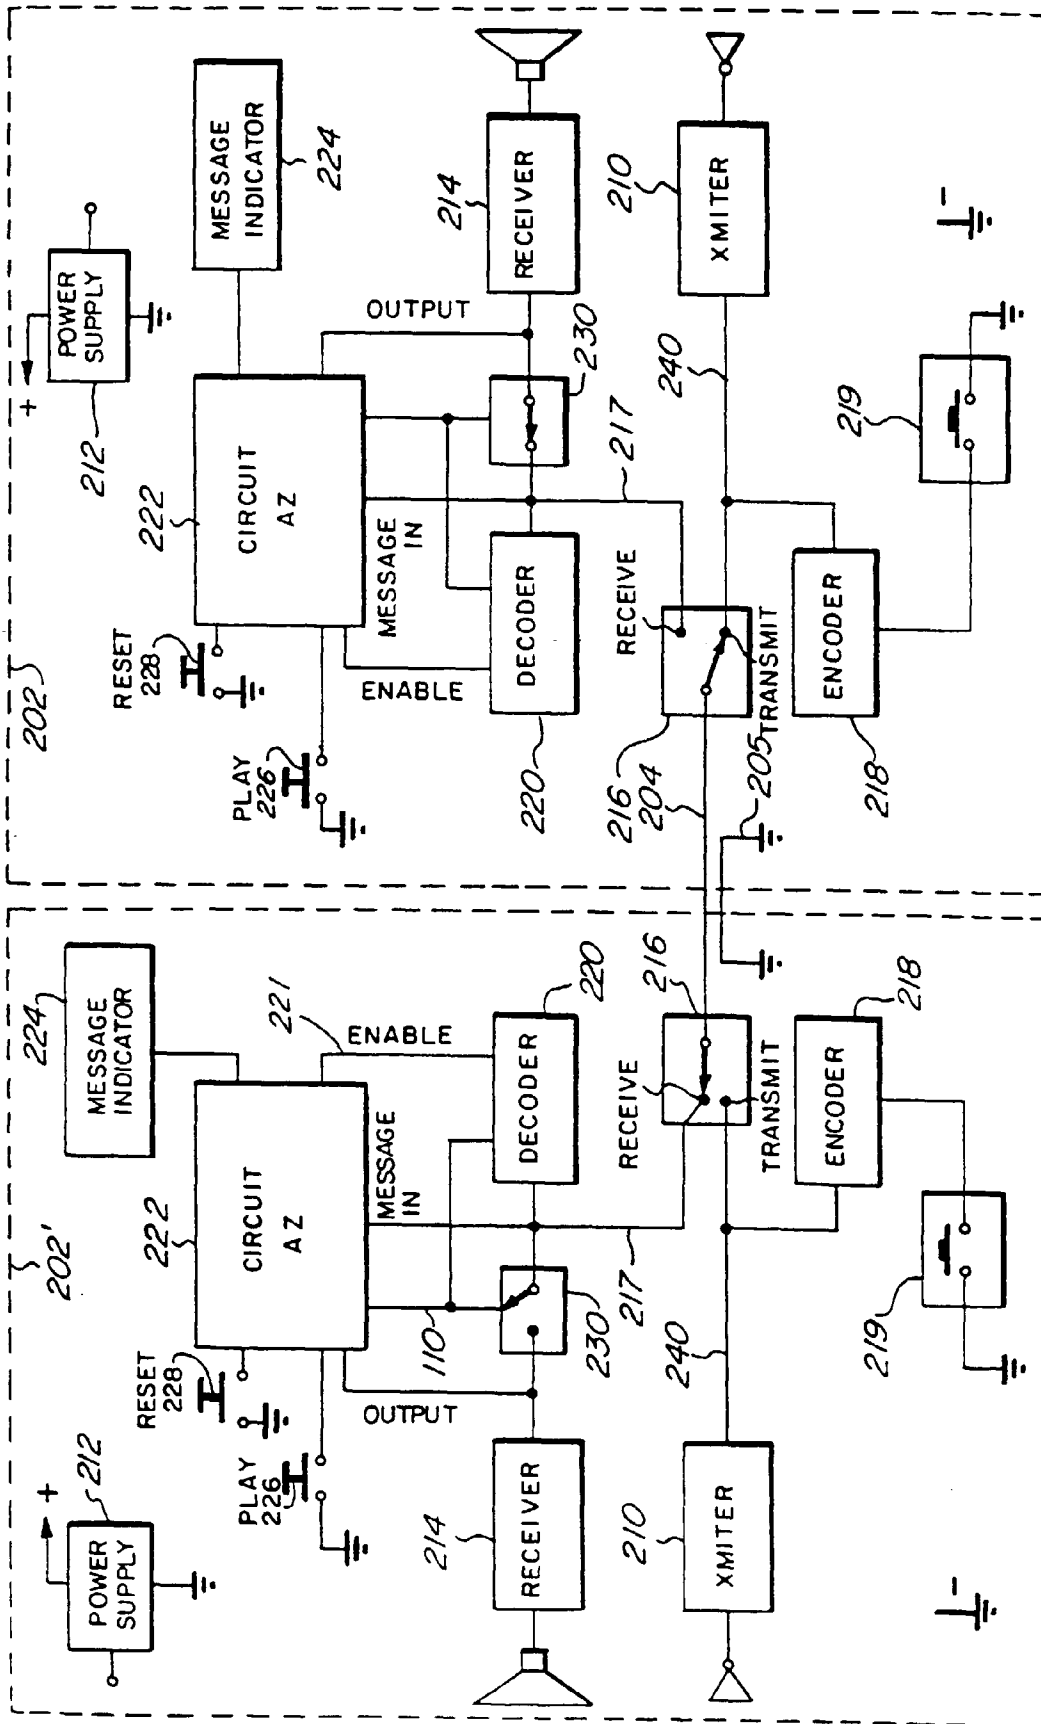 202'
224
MESSAGE
INDICATOR
222
CIRCUIT
AZ
221
ENABLE
MESSAGE
IN
DECODER
220
110
230
217
RESET
228
PLAY
226
OUTPUT
+
212
POWER
SUPPLY
214
RECEIVER
210
XMITER
240
RECEIVE
TRANSMIT
216
218
ENCODER
219
−
202
204
205
+
212
POWER
SUPPLY
MESSAGE
INDICATOR
224
222
CIRCUIT
AZ
RESET
228
PLAY
226
ENABLE
MESSAGE
IN
OUTPUT
DECODER
220
230
217
214
RECEIVER
210
XMITER
240
RECEIVE
TRANSMIT
216
218
ENCODER
219
−